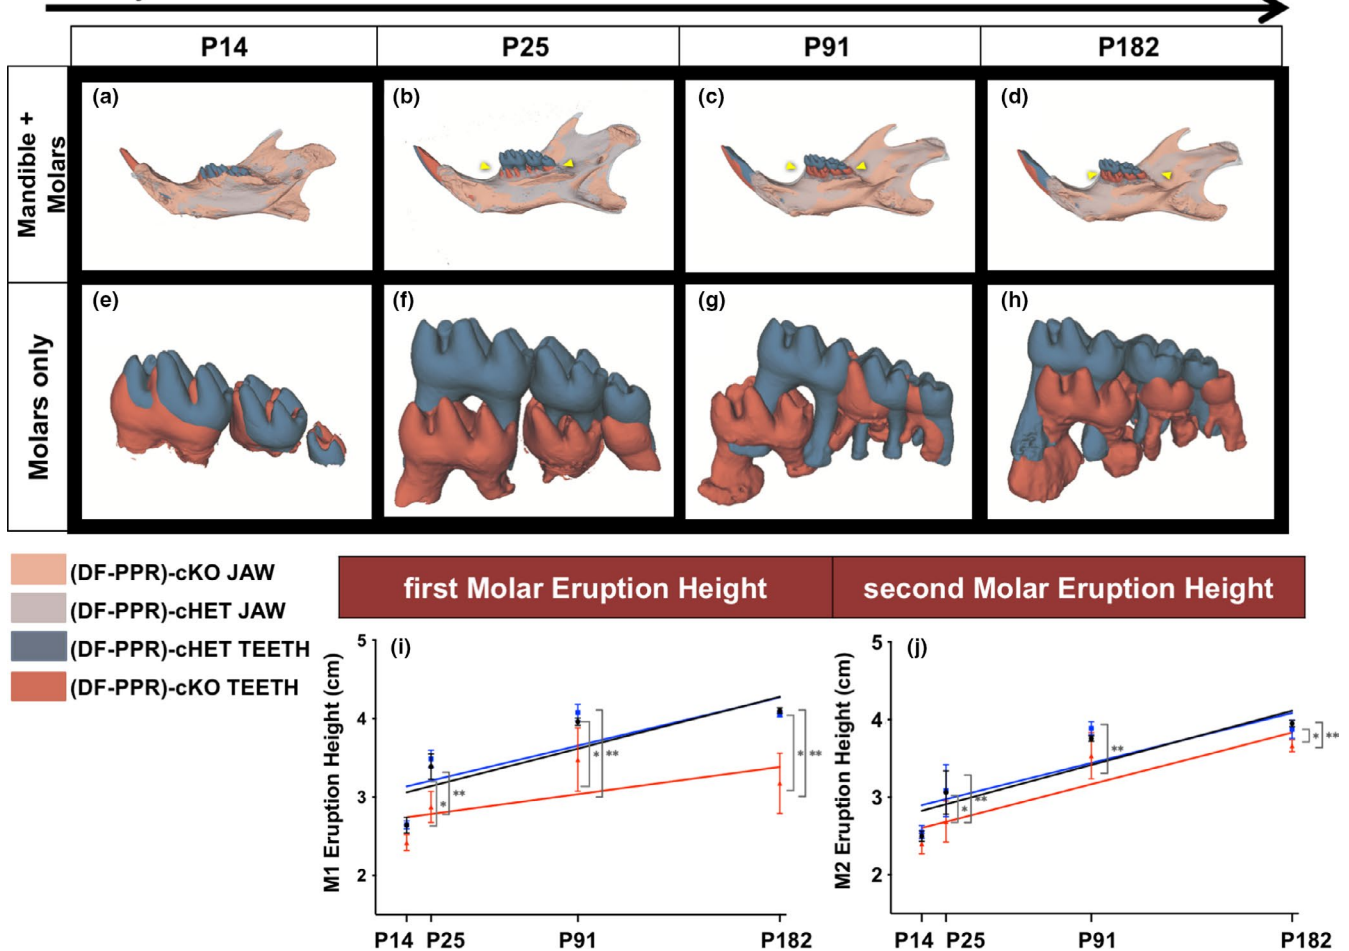 P14 P25 P91 P182
Mandible +
Molars
(a) (b) (c) (d)
Molars only
(e) (f) (g) (h)
(DF-PPR)-cKO JAW
(DF-PPR)-cHET JAW
(DF-PPR)-cHET TEETH
(DF-PPR)-cKO TEETH
first Molar Eruption Height
second Molar Eruption Height
(i)
M1 Eruption Height (cm)
5
4
3
2
* ** * ** * **
P14 P25 P91 P182
(j)
M2 Eruption Height (cm)
5
4
3
2
* ** ** * **
P14 P25 P91 P182